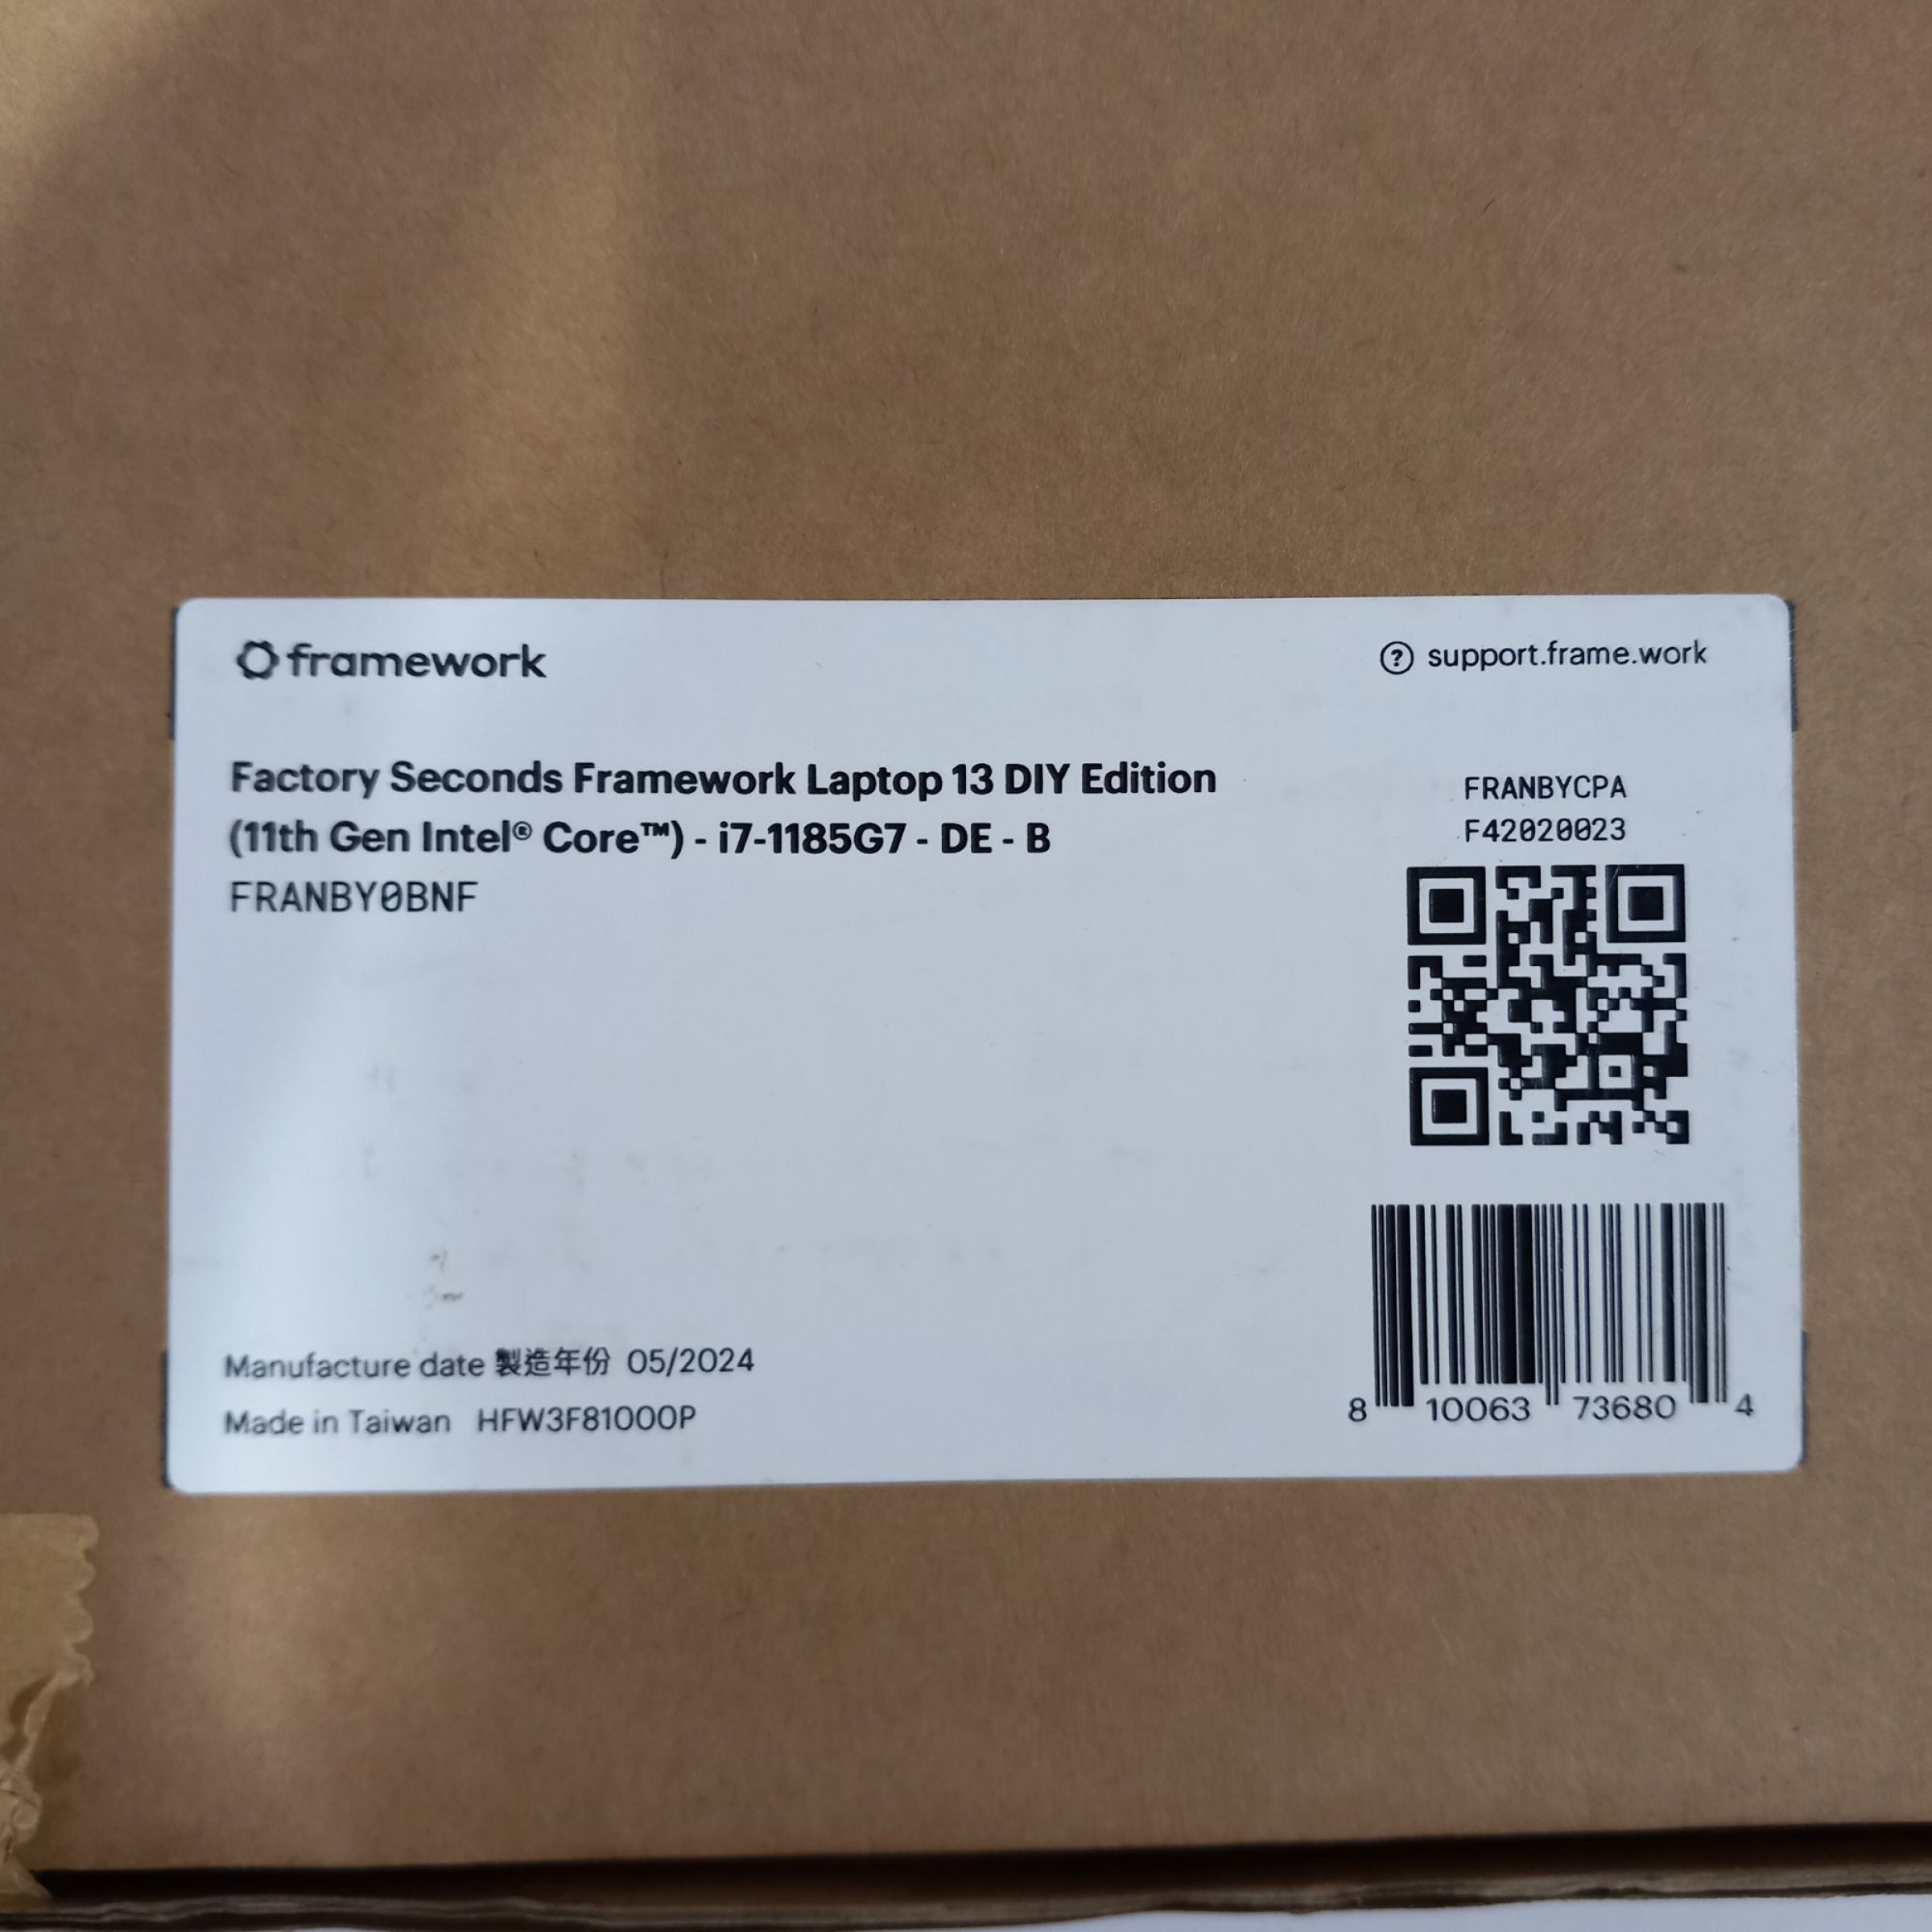 framework
support.frame.work
Factory Seconds Framework Laptop 13 DIY Edition
(11th Gen Intel® Core™) - i7-1185G7 - DE - B
FRANBY0BNF
FRANBYCPA
F42020023
Manufacture date 製造年份 05/2024
Made in Taiwan HFW3F81000P
8 10063 73680 4